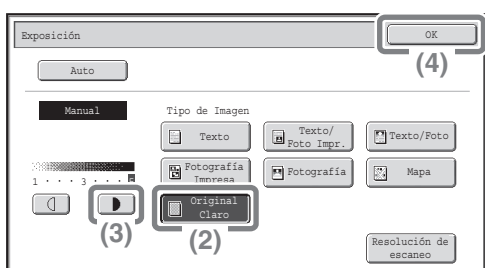 Exposición
OK
(4)
Auto
Manual
Tipo de Imagen
Texto
Texto/
Foto Impr.
Texto/Foto
Fotografía
Impresa
Fotografía
Mapa
1 · · · 3 · · · 5
(3)
Original
Claro
(2)
Resolución de
escaneo